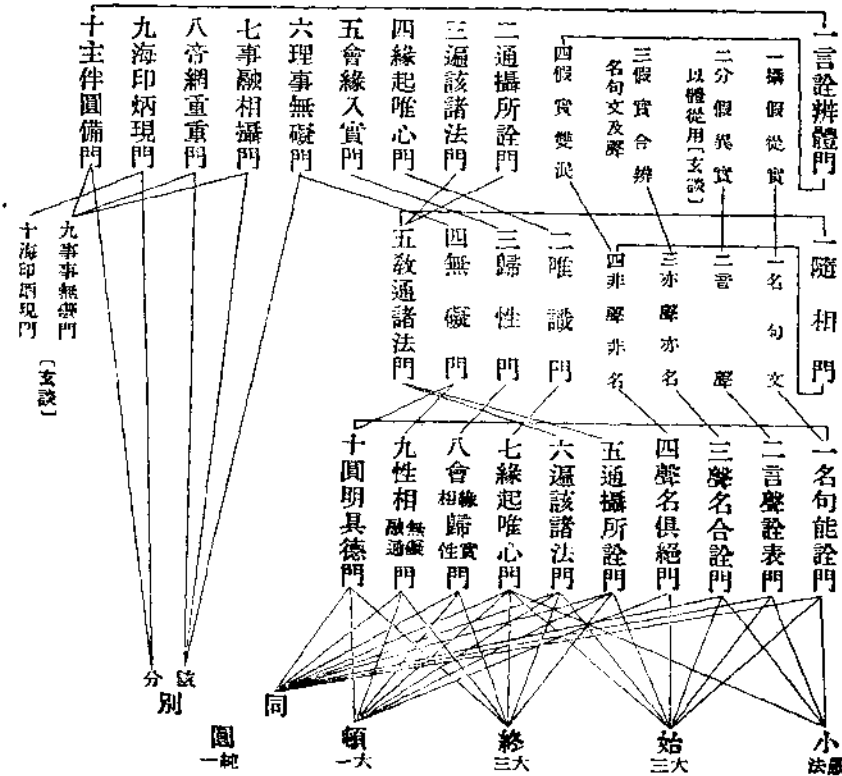 一言詮辨體門
一攝假從實
二分假異實
以體從用〔玄談〕
三假實合辨
名句文及聲
四假實雙泯
二通攝所詮門
三遍該諸法門
四緣起唯心門
五會緣入實門
六理事無礙門
七事融相攝門
八帝網重重門
九海印炳現門
十主伴圓備門
九事事無礙門
十海印炳現門
〔玄談〕
一隨相門
一名句文
二言聲
三亦聲亦名
四非聲非名
二唯識門
三歸性門
四無礙門
五教通諸法門
一名句能詮門
二言聲詮表門
三聲名合詮門
四聲名俱絕門
五通攝所詮門
六遍該諸法門
七緣起唯心門
八會相緣歸性實門
九性相無礙融通門
十圓明具德門
小
始
三大
終
三大
頓
一大
圓
一純
同
別
該
分